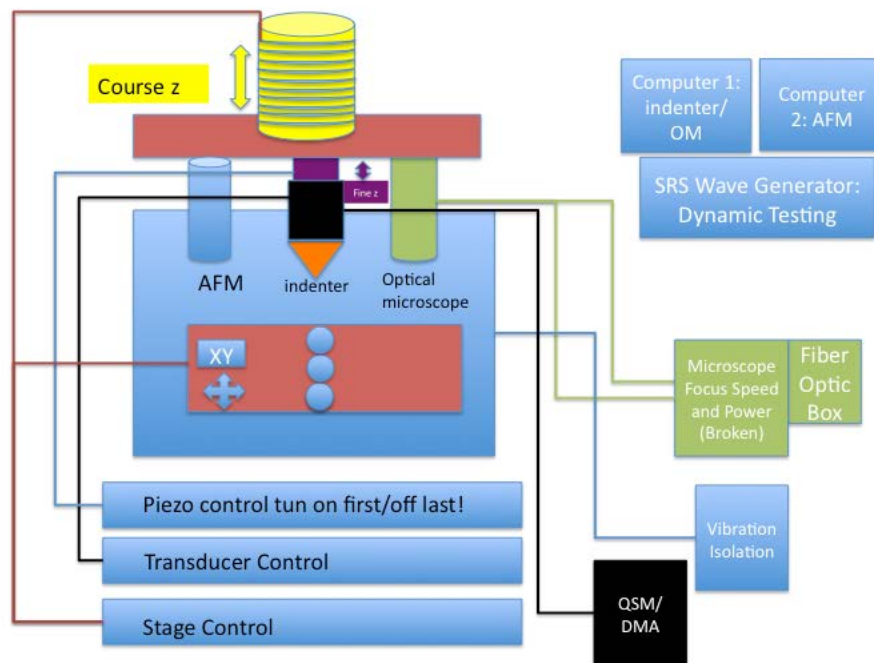 Course z
Computer 1:
indenter/
OM
Computer
2: AFM
SRS Wave Generator:
Dynamic Testing
Fine z
AFM
indenter
Optical
microscope
XY
Microscope
Focus Speed
and Power
(Broken)
Fiber
Optic
Box
Piezo control tun on first/off last!
Vibration
Isolation
Transducer Control
QSM/
DMA
Stage Control